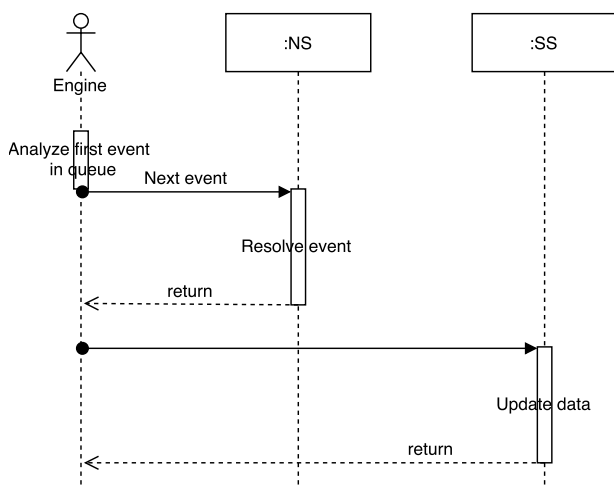 :NS
:SS
Engine
Analyze first event
in queue
Next event
Resolve event
return
Update data
return